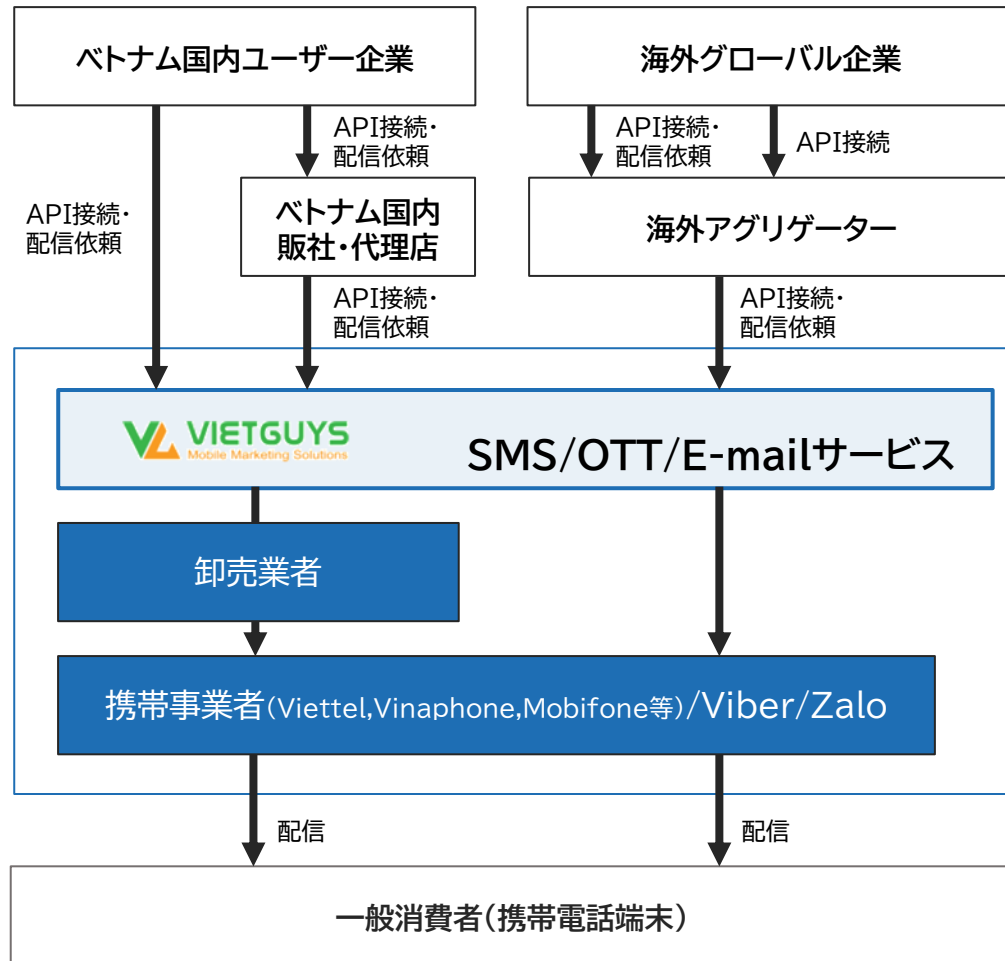 ベトナム国内ユーザー企業
海外グローバル企業
API接続・
配信依頼
API接続・
配信依頼
API接続
API接続・
配信依頼
ベトナム国内
販社・代理店
海外アグリゲーター
API接続・
配信依頼
API接続・
配信依頼
VL VIETGUYS
Mobile Marketing Solutions
SMS/OTT/E-mailサービス
卸売業者
携帯事業者(Viettel,Vinaphone,Mobifone等)/Viber/Zalo
配信
配信
一般消費者(携帯電話端末)